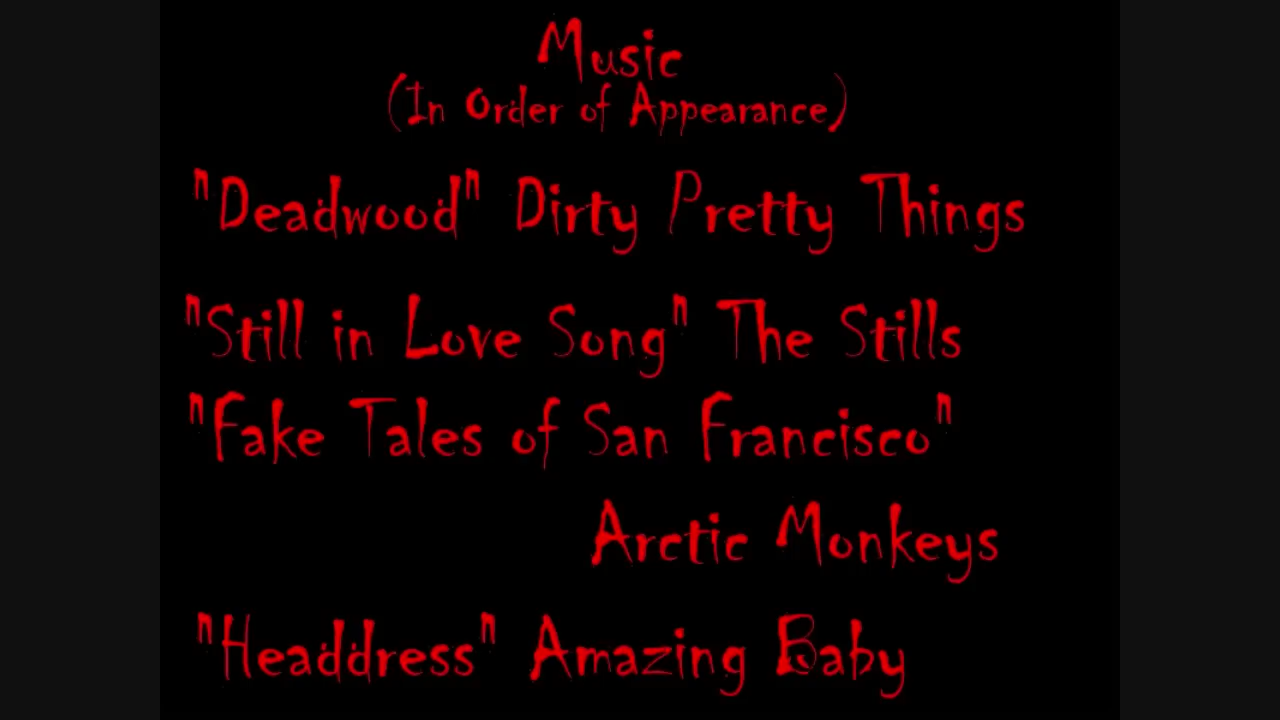 Music
(In Order of Appearance)
"Deadwood" Dirty Pretty Things
"Still in Love Song" The Stills
"Fake Tales of San Francisco"
Arctic Monkeys
"Headdress" Amazing Baby